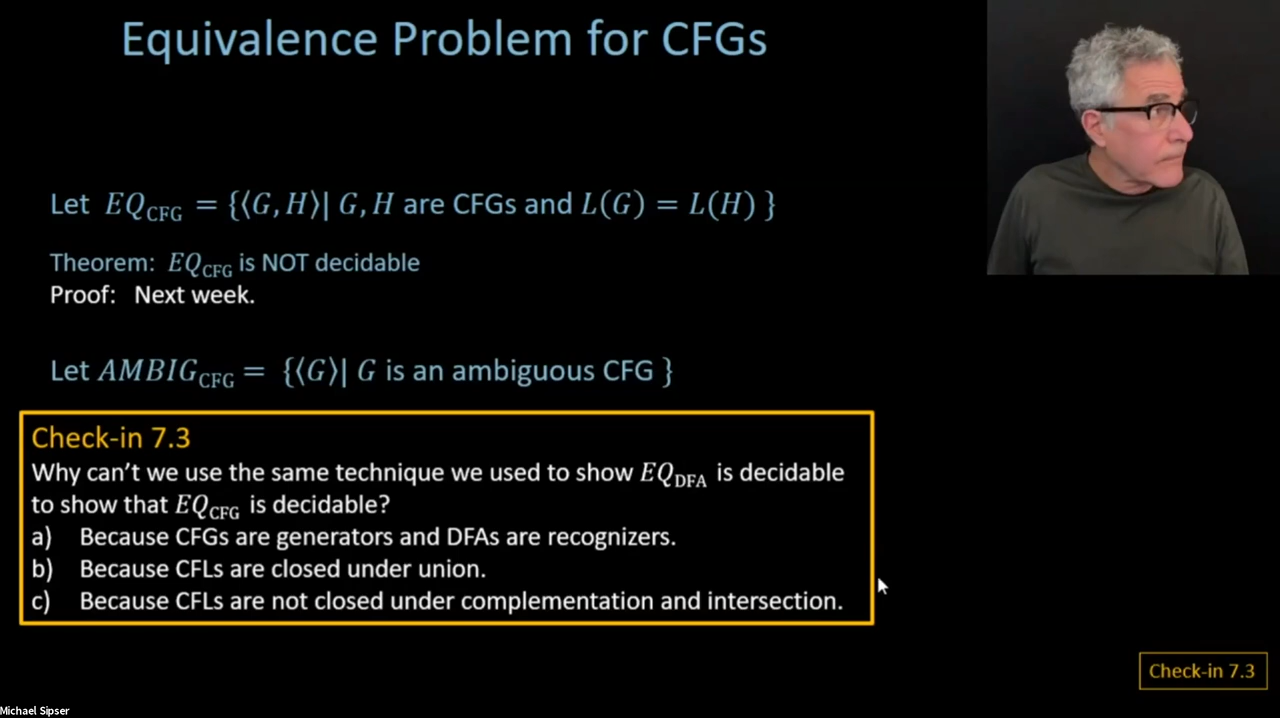 Equivalence Problem for CFGs
Let EQ_CFG = {⟨G, H⟩| G, H are CFGs and L(G) = L(H) }
Theorem: EQ_CFG is NOT decidable
Proof: Next week.
Let AMBIG_CFG = {⟨G⟩| G is an ambiguous CFG }
Check-in 7.3
Why can't we use the same technique we used to show EQ_DFA is decidable
to show that EQ_CFG is decidable?
a) Because CFGs are generators and DFAs are recognizers.
b) Because CFLs are closed under union.
c) Because CFLs are not closed under complementation and intersection.
Check-in 7.3
Michael Sipser